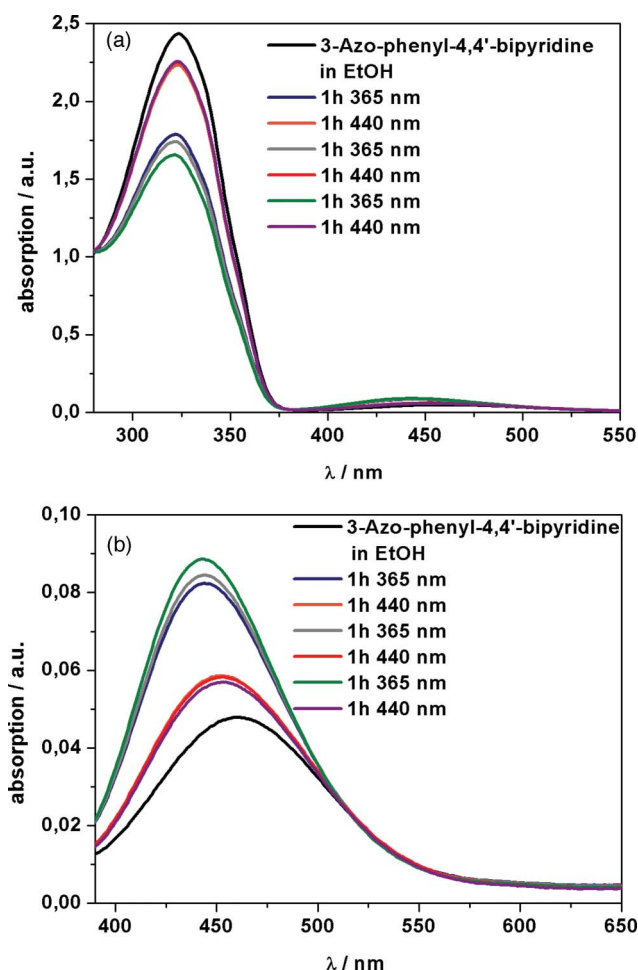 (a)
3-Azo-phenyl-4,4'-bipyridine
in EtOH
1h 365 nm
1h 440 nm
1h 365 nm
1h 440 nm
1h 365 nm
1h 440 nm
2,5
2,0
1,5
1,0
0,5
0,0
absorption / a.u.
300 350 400 450 500 550
λ / nm
(b)
3-Azo-phenyl-4,4'-bipyridine
in EtOH
1h 365 nm
1h 440 nm
1h 365 nm
1h 440 nm
1h 365 nm
1h 440 nm
0,10
0,08
0,06
0,04
0,02
0,00
absorption / a.u.
400 450 500 550 600 650
λ / nm